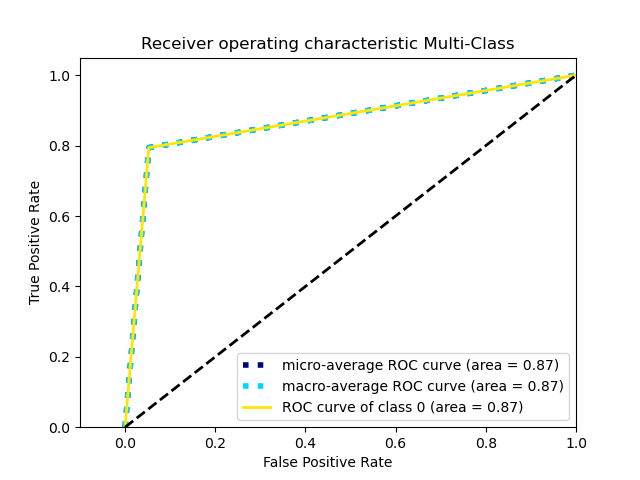 Receiver operating characteristic Multi-Class
1.0
0.8
0.6
0.4
0.2
0.0
True Positive Rate
micro-average ROC curve (area = 0.87)
macro-average ROC curve (area = 0.87)
ROC curve of class 0 (area = 0.87)
0.0 0.2 0.4 0.6 0.8 1.0
False Positive Rate